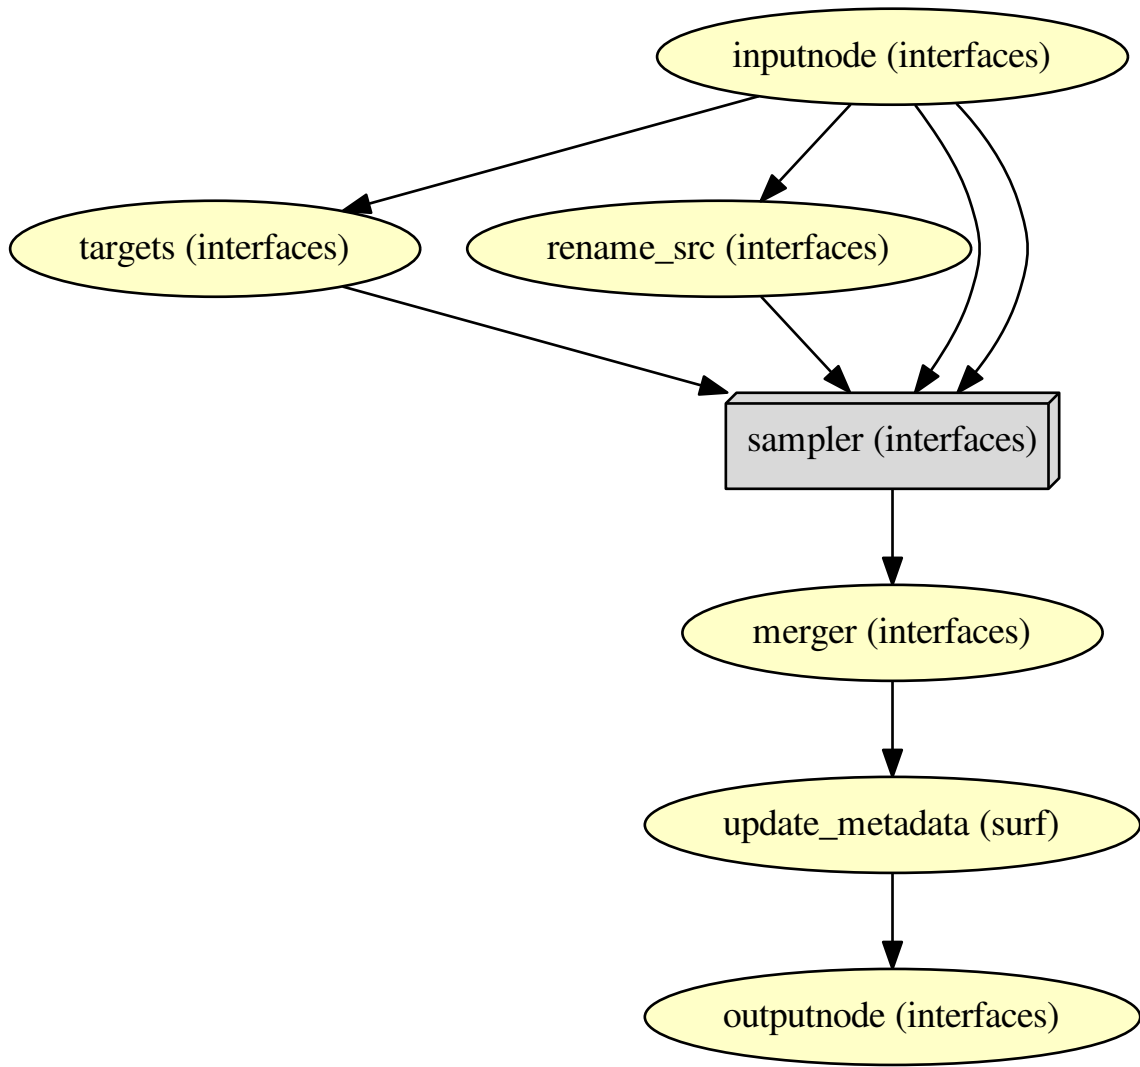 inputnode (interfaces)
targets (interfaces)
rename_src (interfaces)
sampler (interfaces)
merger (interfaces)
update_metadata (surf)
outputnode (interfaces)